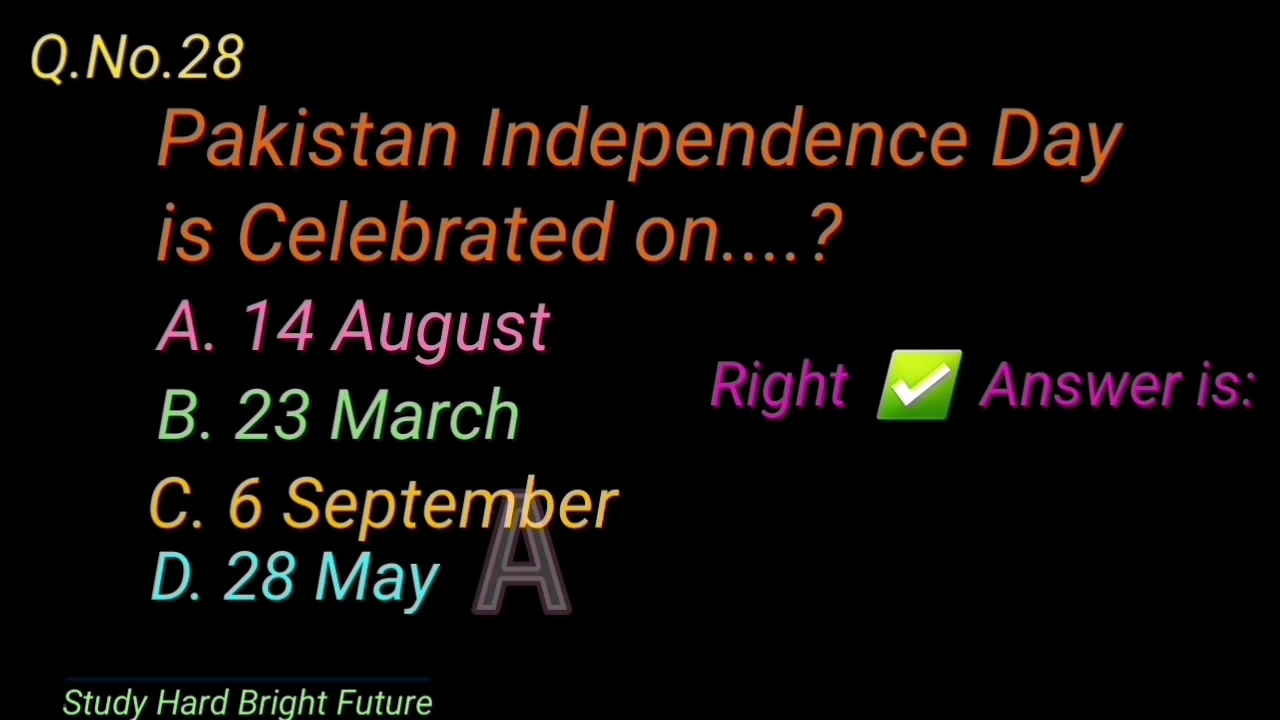 Q.No.28
Pakistan Independence Day
is Celebrated on....?
A. 14 August
B. 23 March
C. 6 September
D. 28 May
Right ✅ Answer is:
A
Study Hard Bright Future